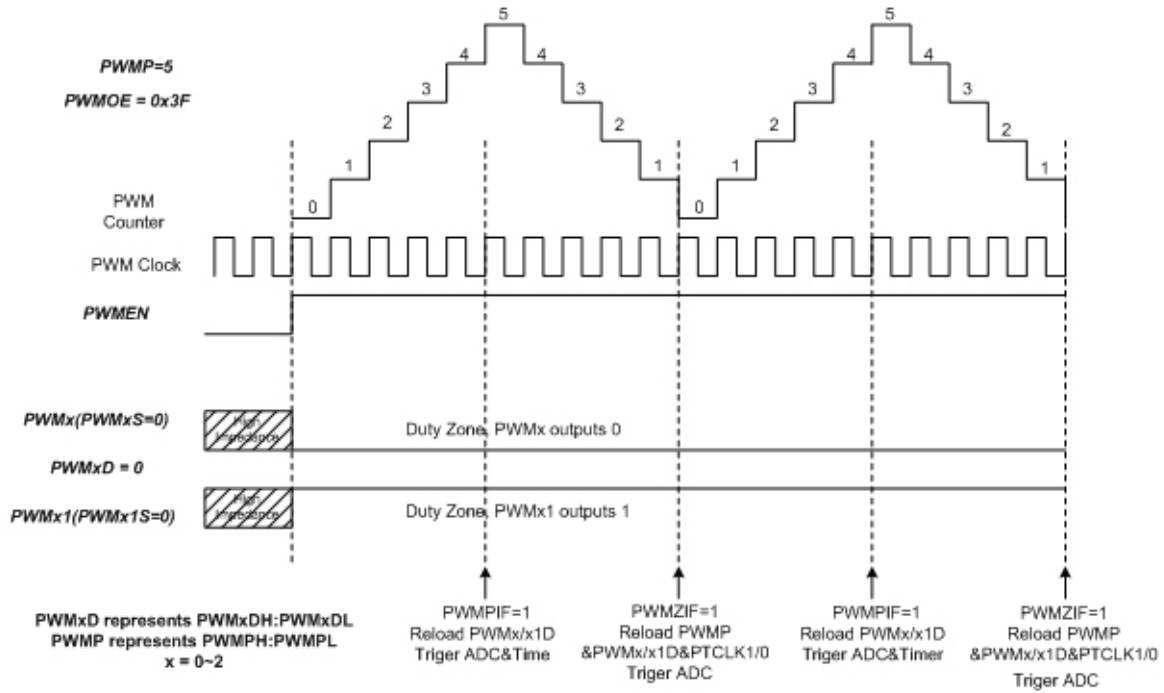 5
5
4
4
4
4
PWMP=5
PWMOE = 0x3F
3
3
3
3
2
2
2
2
1
1
1
1
PWM
Counter
0
0
PWM Clock
PWMEN
PWMx(PWMxS=0)
High
Impedence
Duty Zone, PWMx outputs 0
PWMxD = 0
PWMx1(PWMx1S=0)
High
Impedence
Duty Zone, PWMx1 outputs 1
PWMxD represents PWMxDH:PWMxDL
PWMP represents PWMPH:PWMPL
x = 0~2
PWMPIF=1
Reload PWMx/x1D
Triger ADC&Time
PWMZIF=1
Reload PWMP
&PWMx/x1D&PTCLK1/0
Triger ADC
PWMPIF=1
Reload PWMx/x1D
Triger ADC&Timer
PWMZIF=1
Reload PWMP
&PWMx/x1D&PTCLK1/0
Triger ADC